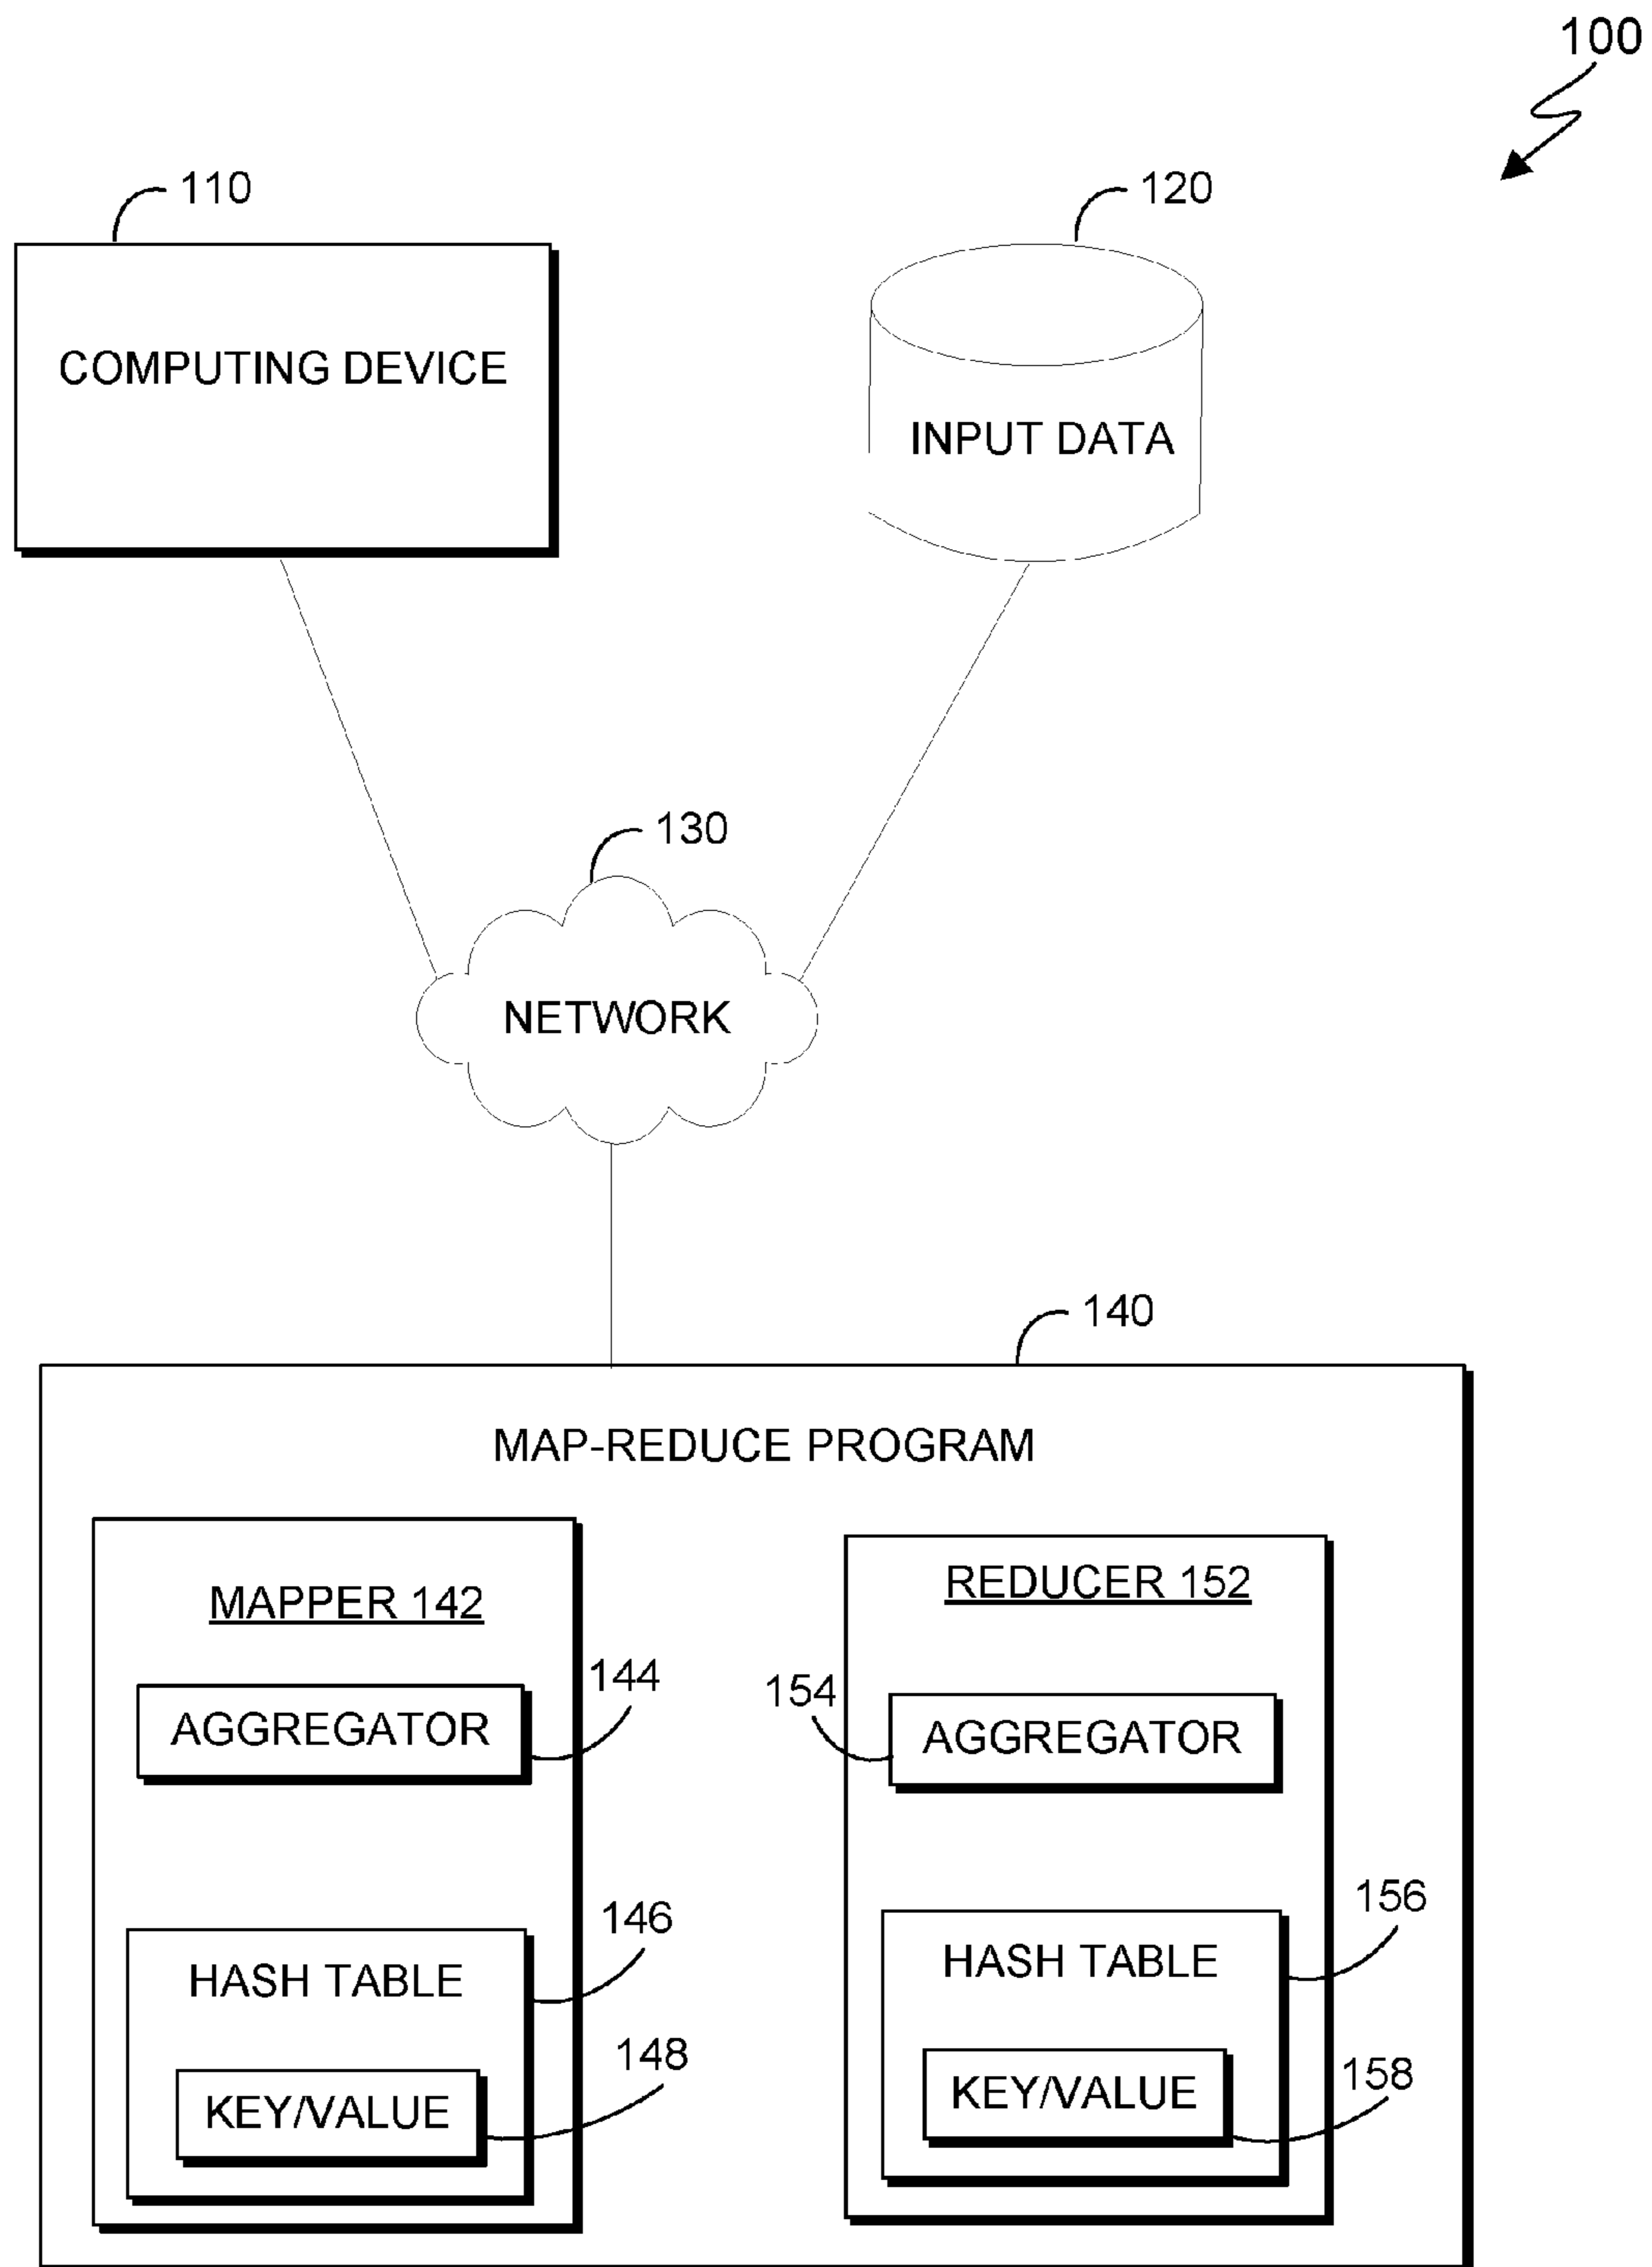 100
110
120
COMPUTING DEVICE
INPUT DATA
130
NETWORK
140
MAP-REDUCE PROGRAM
MAPPER 142
144
AGGREGATOR
146
HASH TABLE
148
KEY/VALUE
REDUCER 152
154
AGGREGATOR
156
HASH TABLE
158
KEY/VALUE